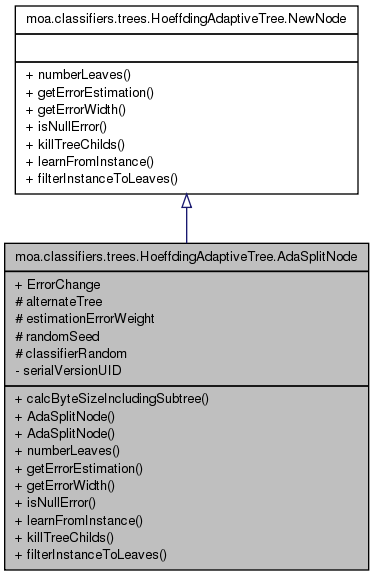 moa.classifiers.trees.HoeffdingAdaptiveTree.NewNode
+ numberLeaves()
+ getErrorEstimation()
+ getErrorWidth()
+ isNullError()
+ killTreeChilds()
+ learnFromInstance()
+ filterInstanceToLeaves()
moa.classifiers.trees.HoeffdingAdaptiveTree.AdaSplitNode
+ ErrorChange
# alternateTree
# estimationErrorWeight
# randomSeed
# classifierRandom
- serialVersionUID
+ calcByteSizeIncludingSubtree()
+ AdaSplitNode()
+ AdaSplitNode()
+ numberLeaves()
+ getErrorEstimation()
+ getErrorWidth()
+ isNullError()
+ learnFromInstance()
+ killTreeChilds()
+ filterInstanceToLeaves()